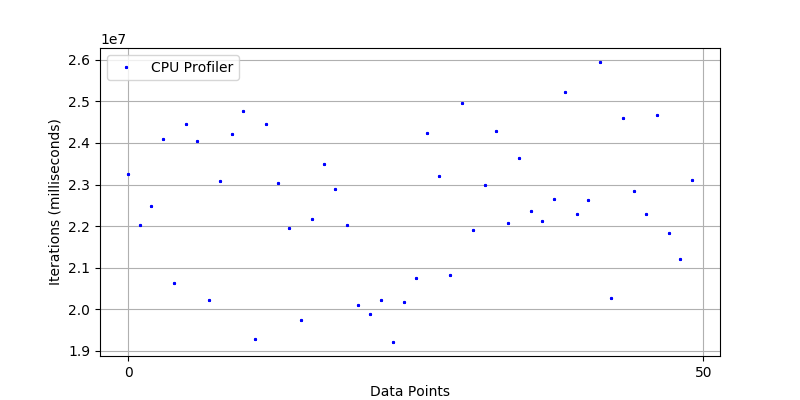 1e7
CPU Profiler
2.6
2.5
2.4
2.3
2.2
2.1
2.0
1.9
Iterations (milliseconds)
0
50
Data Points